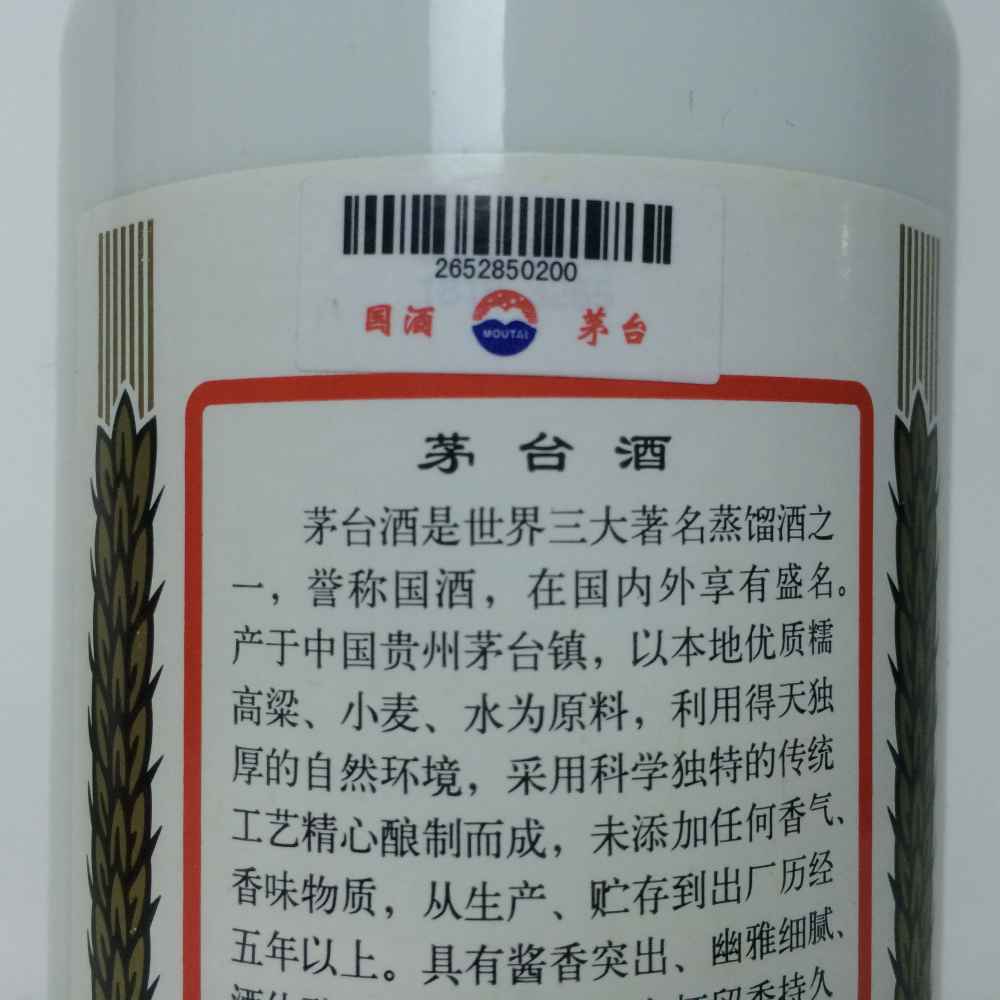 2652850200
国酒 MOUTAI 茅台
茅台酒
茅台酒是世界三大著名蒸馏酒之
一，誉称国酒，在国内外享有盛名。
产于中国贵州茅台镇，以本地优质糯
高粱、小麦、水为原料，利用得天独
厚的自然环境，采用科学独特的传统
工艺精心酿制而成，未添加任何香气、
香味物质，从生产、贮存到出厂历经
五年以上。具有酱香突出、幽雅细腻、
留香持久